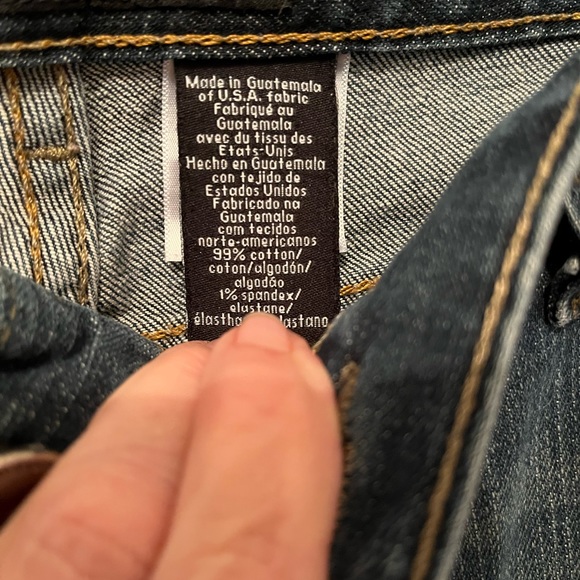 Made in Guatemala
of U.S.A. fabric
Fabriqué au
Guatemala
avec du tissu des
États-Unis
Hecho en Guatemala
con tejido de
Estados Unidos
Fabricado na
Guatemala
com tecidos
norte-americanos
99% cotton/
coton/algodón/
algodão
1% spandex/
elastane/